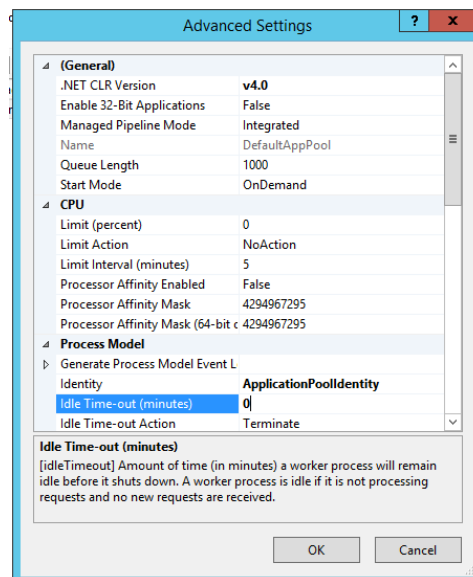 Advanced Settings
(General)
.NET CLR Version v4.0
Enable 32-Bit Applications False
Managed Pipeline Mode Integrated
Name DefaultAppPool
Queue Length 1000
Start Mode OnDemand
CPU
Limit (percent) 0
Limit Action NoAction
Limit Interval (minutes) 5
Processor Affinity Enabled False
Processor Affinity Mask 4294967295
Processor Affinity Mask (64-bit c 4294967295
Process Model
Generate Process Model Event L
Identity ApplicationPoolIdentity
Idle Time-out (minutes) 0
Idle Time-out Action Terminate
Idle Time-out (minutes)
[idleTimeout] Amount of time (in minutes) a worker process will remain
idle before it shuts down. A worker process is idle if it is not processing
requests and no new requests are received.
OK Cancel